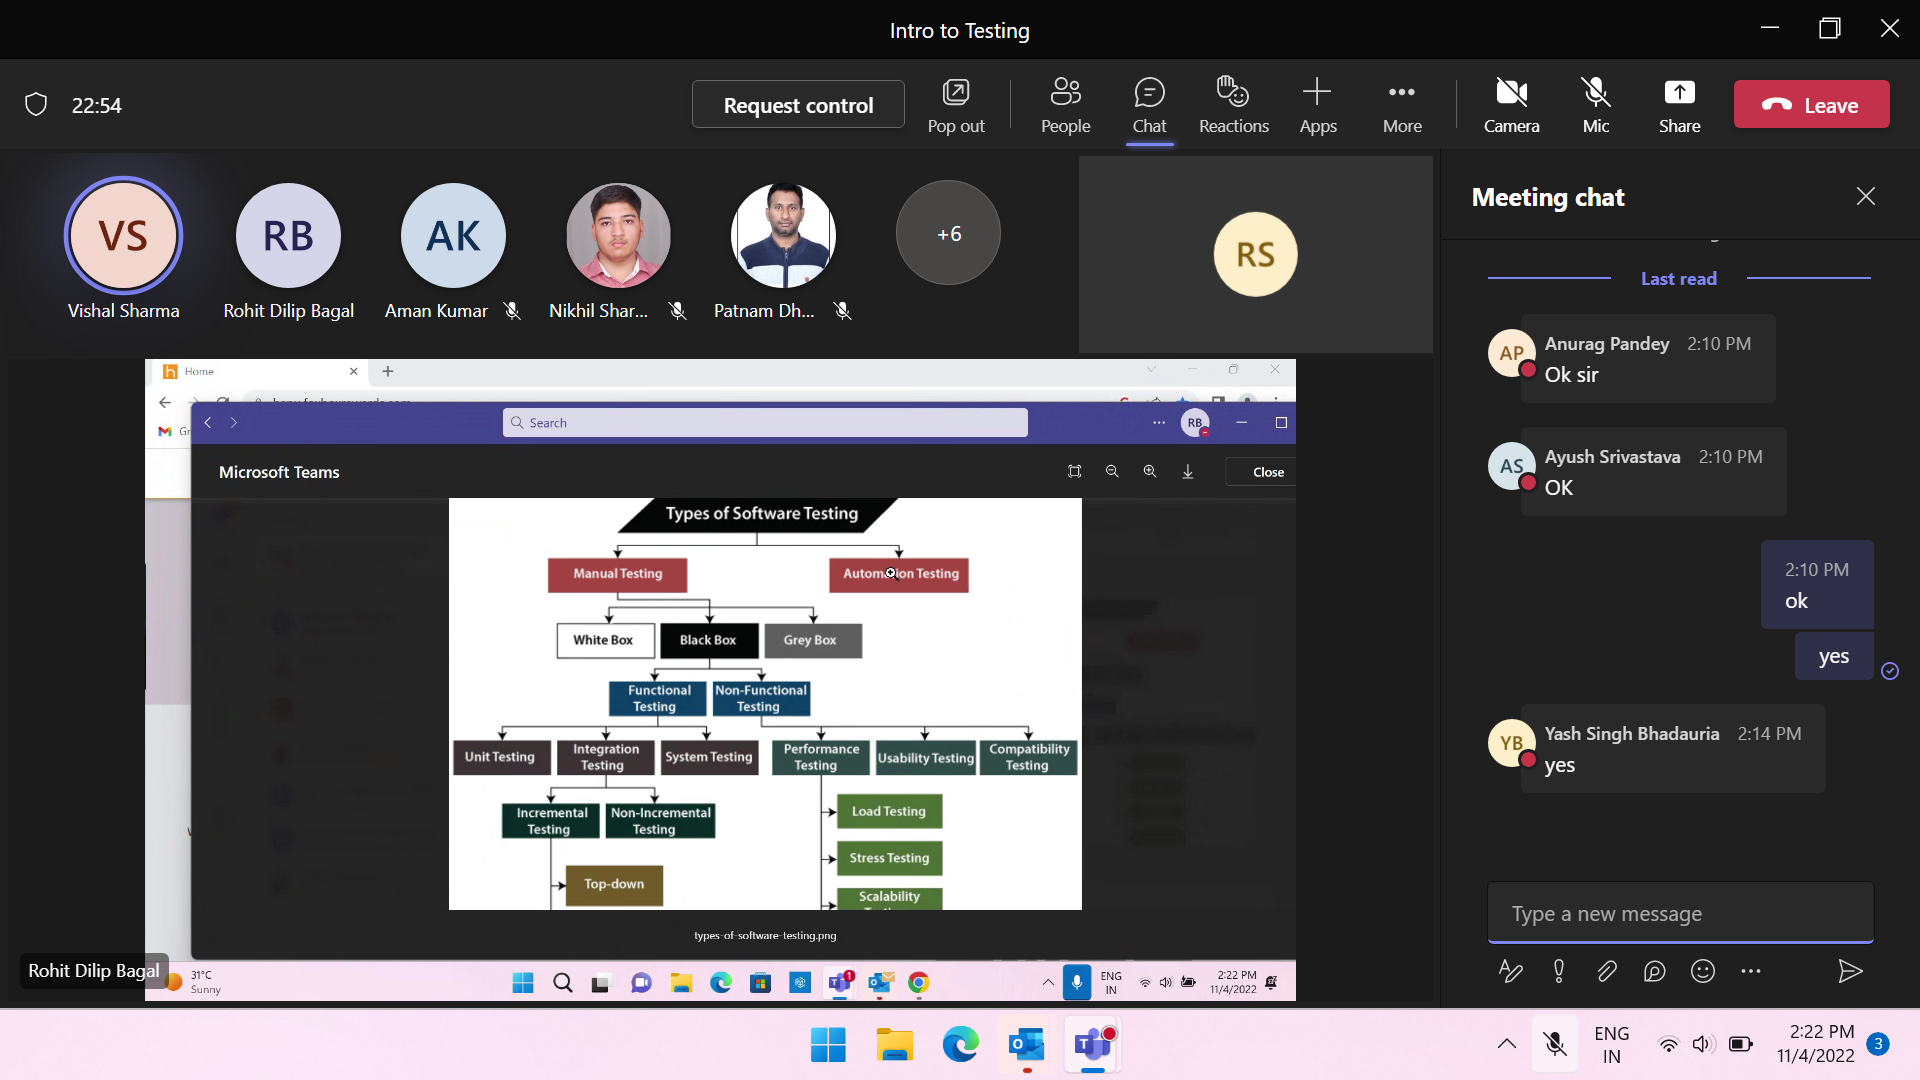 Intro to Testing
22:54
Request control
Pop out
People
Chat
Reactions
Apps
More
Camera
Mic
Share
Leave
VS
RB
AK
+6
RS
Vishal Sharma
Rohit Dilip Bagal
Aman Kumar
Nikhil Shar...
Patnam Dh...
Meeting chat
Last read
AP
Anurag Pandey 2:10 PM
Ok sir
AS
Ayush Srivastava 2:10 PM
OK
2:10 PM
ok
yes
YB
Yash Singh Bhadauria 2:14 PM
yes
Type a new message
Home
Search
RB
Microsoft Teams
Close
Types of Software Testing
Manual Testing
Automation Testing
White Box
Black Box
Grey Box
Functional
Testing
Non-Functional
Testing
Unit Testing
Integration
Testing
System Testing
Performance
Testing
Usability Testing
Compatibility
Testing
Incremental
Testing
Non-Incremental
Testing
Load Testing
Stress Testing
Top-down
Scalability
types-of-software-testing.png
Rohit Dilip Bagal
31°C
Sunny
1
ENG
IN
2:22 PM
11/4/2022
ENG
IN
2:22 PM
11/4/2022
3